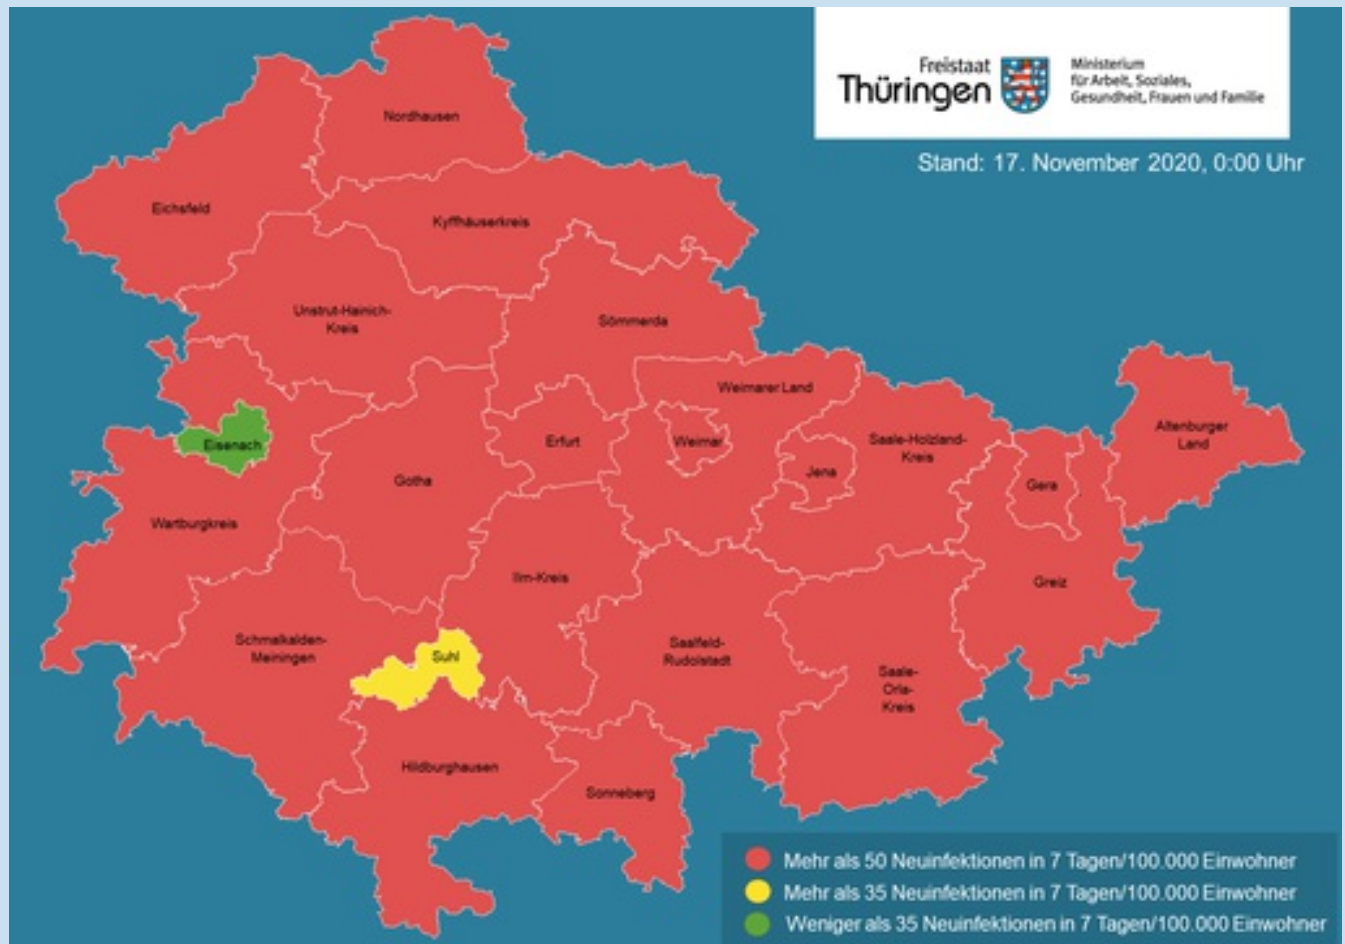 Freistaat
Thüringen
Ministerium
für Arbeit, Soziales,
Gesundheit, Frauen und Familie
Stand: 17. November 2020, 0:00 Uhr
Nordhausen
Eichsfeld
Kyffhäuserkreis
Unstrut-Hainich-
Kreis
Sömmerda
Weimarer Land
Eisenach
Erfurt
Weimar
Jena
Saale-Holzland-
Kreis
Gera
Altenburger
Land
Gotha
Wartburgkreis
Ilm-Kreis
Greiz
Schmalkalden-
Meiningen
Suhl
Saalfeld-
Rudolstadt
Saale-
Orla-
Kreis
Hildburghausen
Sonneberg
Mehr als 50 Neuinfektionen in 7 Tagen/100.000 Einwohner
Mehr als 35 Neuinfektionen in 7 Tagen/100.000 Einwohner
Weniger als 35 Neuinfektionen in 7 Tagen/100.000 Einwohner